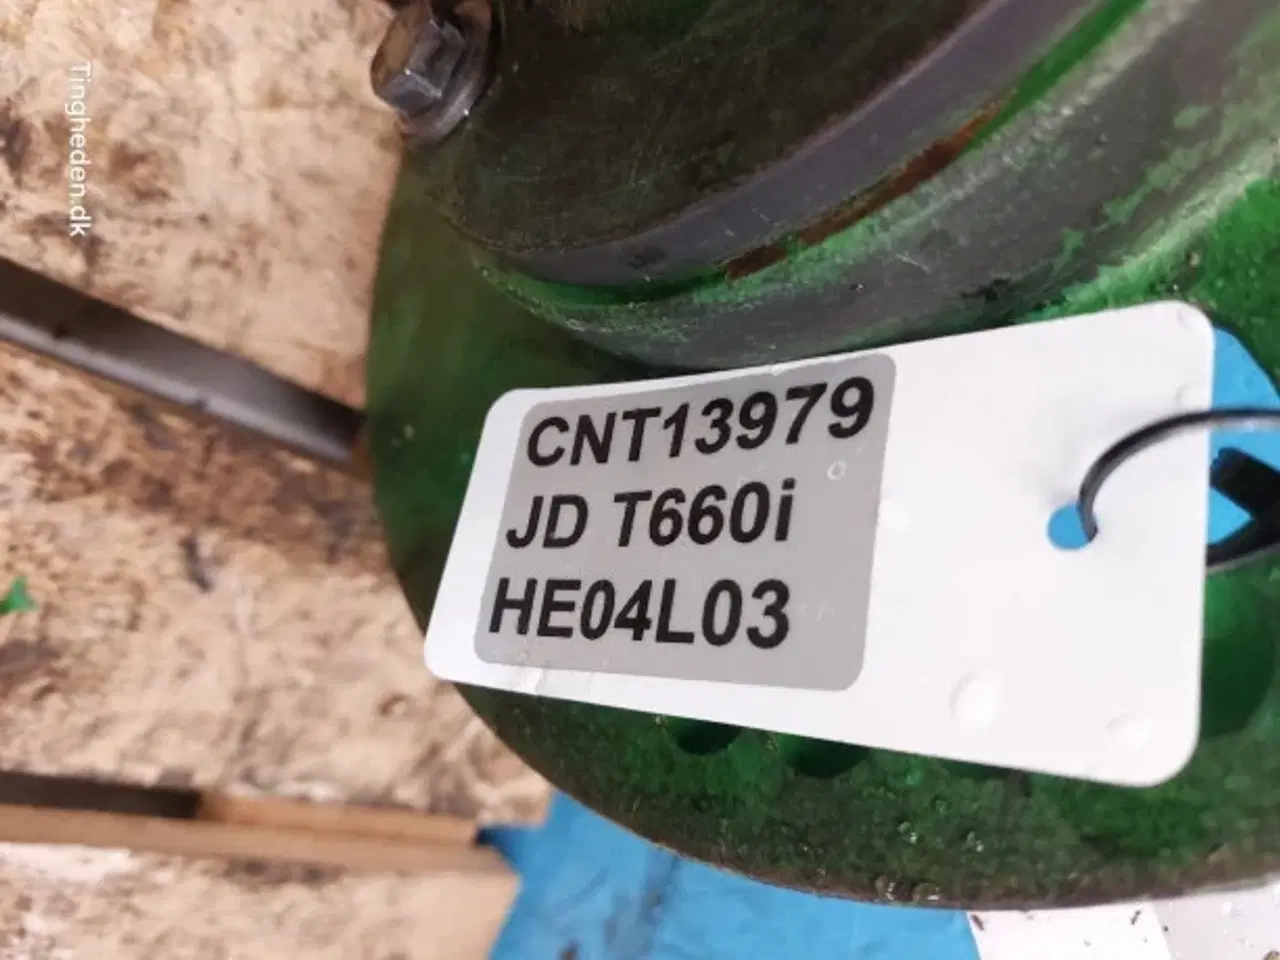 Tingheden.dk
CNT13979
JD T660i
HE04L03